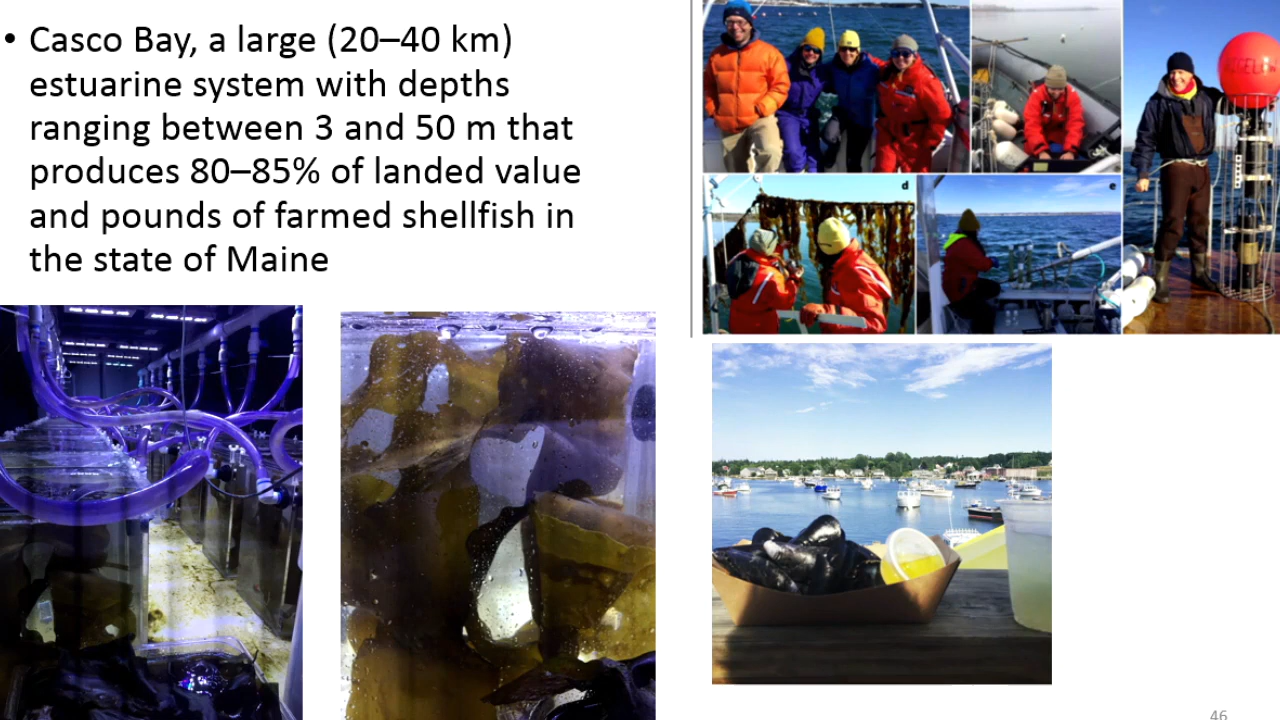 • Casco Bay, a large (20–40 km)
estuarine system with depths
ranging between 3 and 50 m that
produces 80–85% of landed value
and pounds of farmed shellfish in
the state of Maine
d
e
46